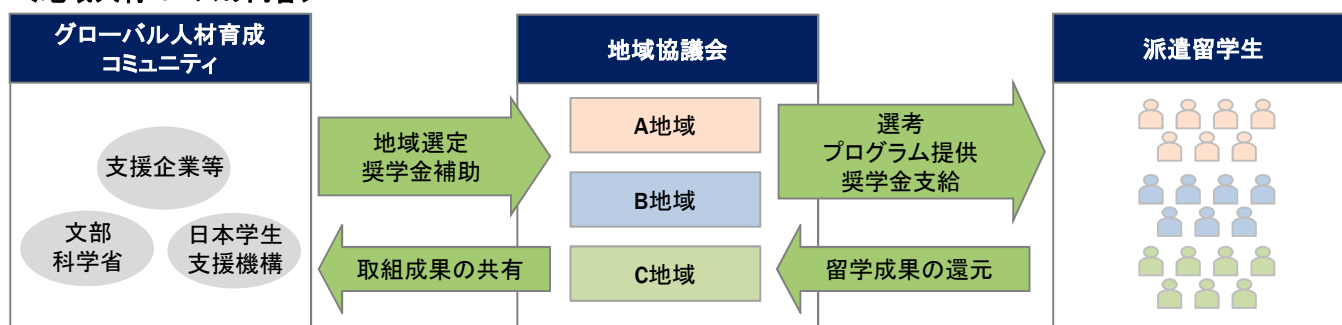 グローバル人材育成
コミュニティ
地域協議会
派遣留学生
支援企業等
文部
科学省
日本学生
支援機構
地域選定
奨学金補助
取組成果の共有
A地域
B地域
C地域
選考
プログラム提供
奨学金支給
留学成果の還元